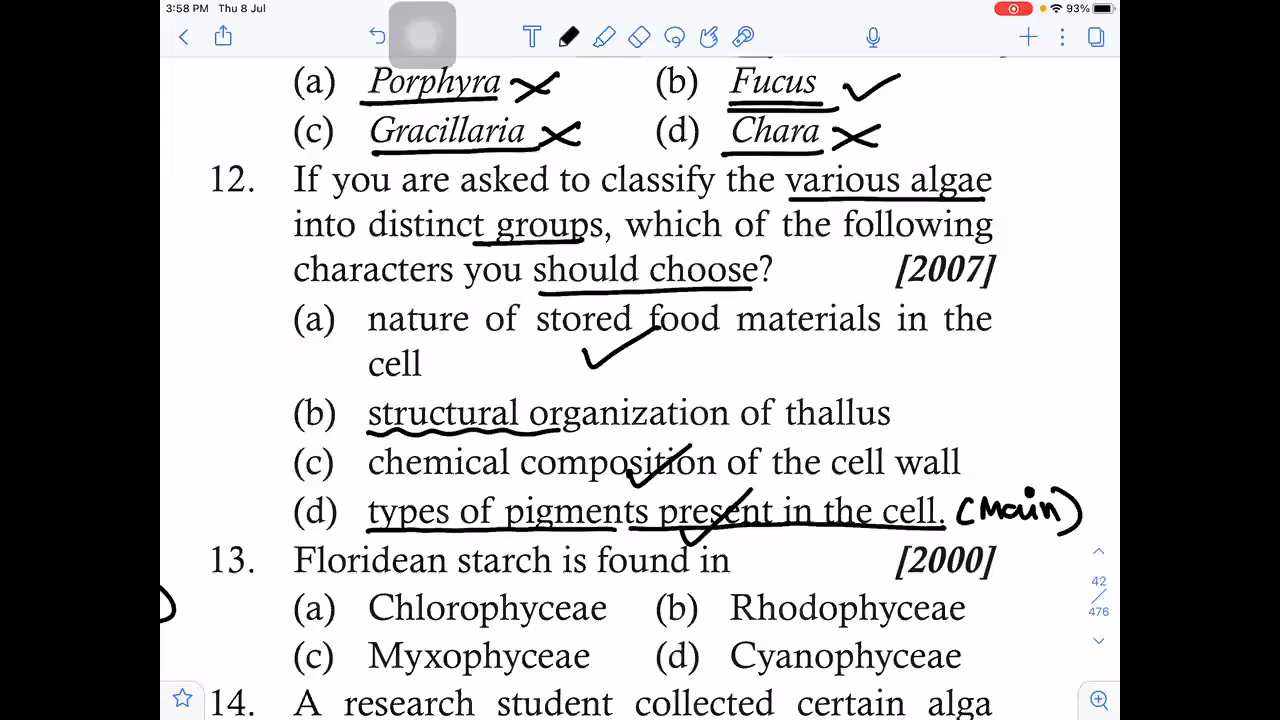 3:58 PM Thu 8 Jul 93%
T
(a) Porphyra (b) Fucus
(c) Gracillaria (d) Chara
12. If you are asked to classify the various algae
into distinct groups, which of the following
characters you should choose? [2007]
(a) nature of stored food materials in the
cell
(b) structural organization of thallus
(c) chemical composition of the cell wall
(d) types of pigments present in the cell. (Main)
13. Floridean starch is found in [2000]
(a) Chlorophyceae (b) Rhodophyceae
(c) Myxophyceae (d) Cyanophyceae
14. A research student collected certain alga
42
476